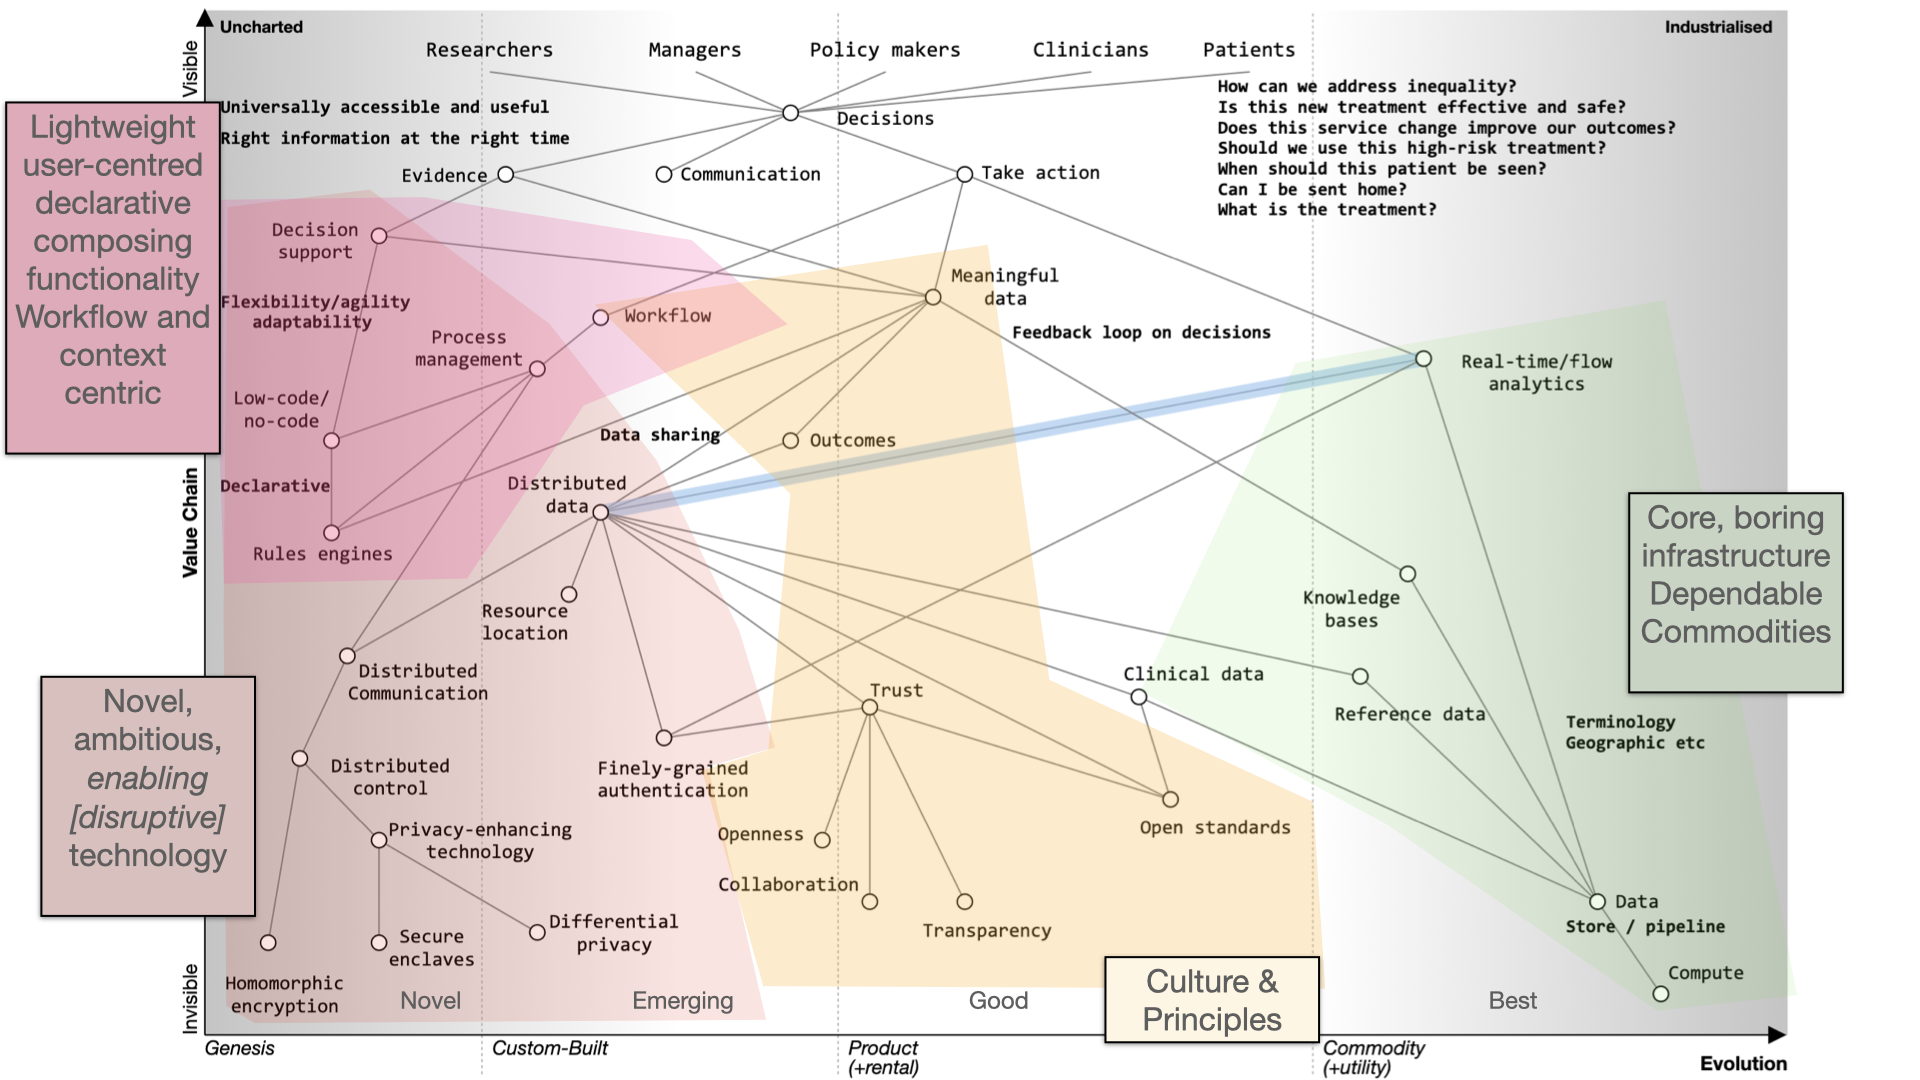 Uncharted
Industrialised
Researchers
Managers
Policy makers
Clinicians
Patients
Visible
How can we address inequality?
Is this new treatment effective and safe?
Does this service change improve our outcomes?
Should we use this high-risk treatment?
When should this patient be seen?
Can I be sent home?
What is the treatment?
Universally accessible and useful
Right information at the right time
Decisions
Evidence
Communication
Take action
Lightweight
user-centred
declarative
composing
functionality
Workflow and
context
centric
Decision
support
Flexibility/agility
adaptability
Meaningful
data
Workflow
Feedback loop on decisions
Process
management
Real-time/flow
analytics
Low-code/
no-code
Data sharing
Outcomes
Declarative
Distributed
data
Value Chain
Rules engines
Core, boring
infrastructure
Dependable
Commodities
Resource
location
Knowledge
bases
Distributed
Communication
Trust
Clinical data
Reference data
Terminology
Geographic etc
Novel,
ambitious,
enabling
[disruptive]
technology
Distributed
control
Finely-grained
authentication
Privacy-enhancing
technology
Openness
Open standards
Collaboration
Transparency
Data
Store / pipeline
Differential
privacy
Secure
enclaves
Homomorphic
encryption
Compute
Culture &
Principles
Invisible
Novel
Emerging
Good
Best
Genesis
Custom-Built
Product
(+rental)
Commodity
(+utility)
Evolution